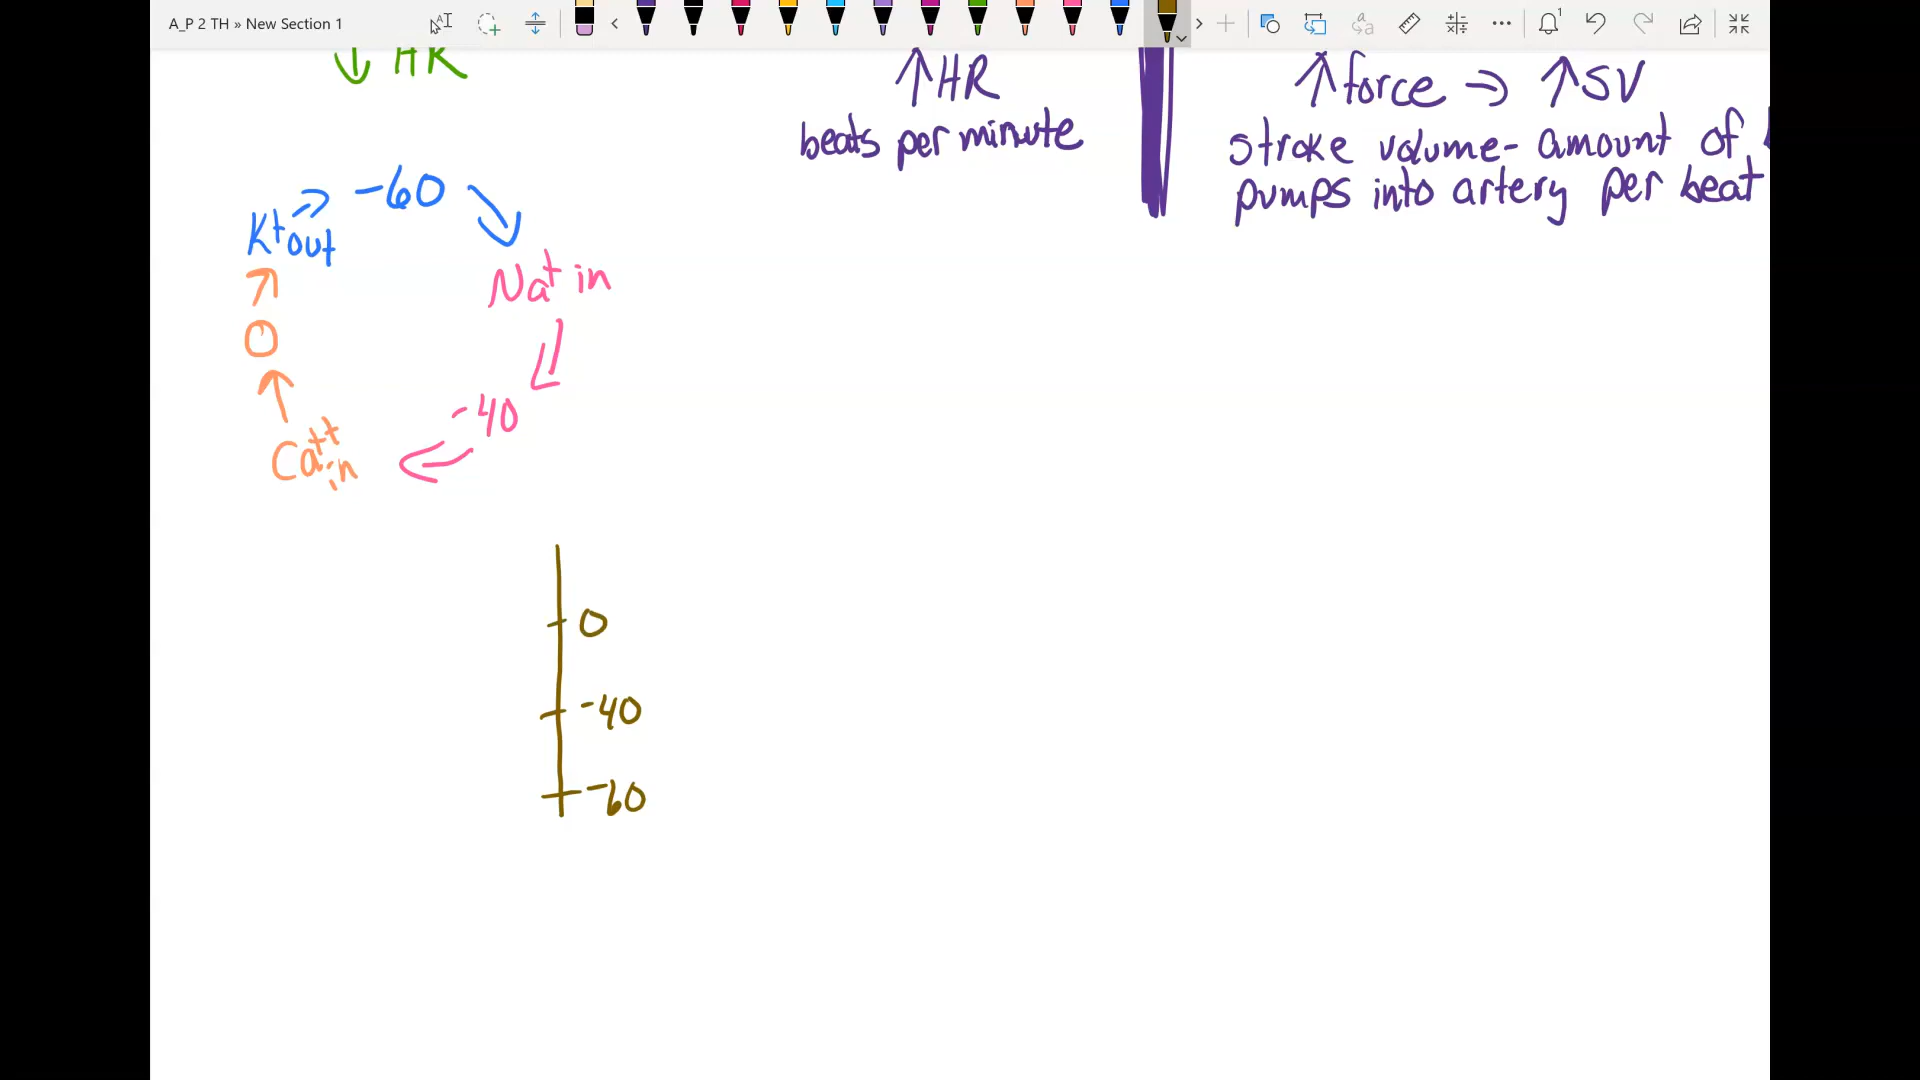 A_P 2 TH » New Section 1
↓ HR
↑ HR
beats per minute
↑ force → ↑ SV
stroke volume - amount of
pumps into artery per beat
K+ out → -60
Na+ in
-40
Ca++ in
0
0
-40
-60